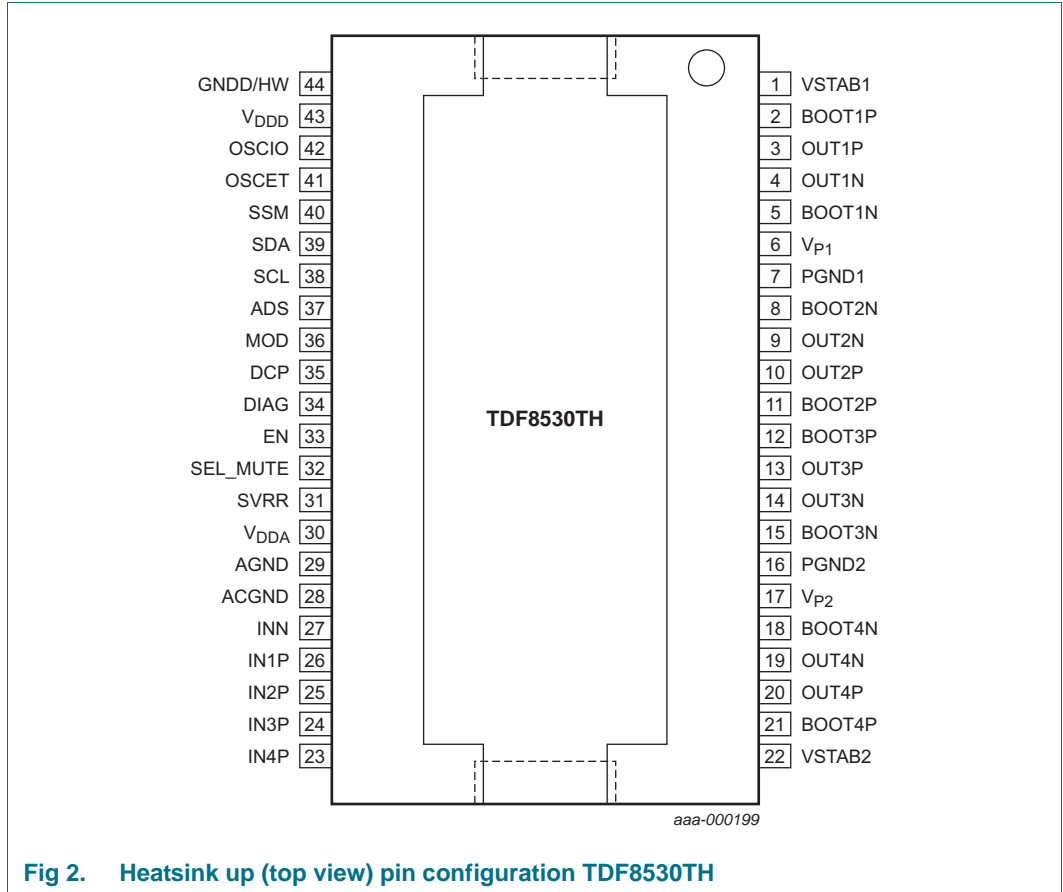 GNDD/HW 44
VDDD 43
OSCIO 42
OSCET 41
SSM 40
SDA 39
SCL 38
ADS 37
MOD 36
DCP 35
DIAG 34
EN 33
SEL_MUTE 32
SVRR 31
VDDA 30
AGND 29
ACGND 28
INN 27
IN1P 26
IN2P 25
IN3P 24
IN4P 23
TDF8530TH
1 VSTAB1
2 BOOT1P
3 OUT1P
4 OUT1N
5 BOOT1N
6 VP1
7 PGND1
8 BOOT2N
9 OUT2N
10 OUT2P
11 BOOT2P
12 BOOT3P
13 OUT3P
14 OUT3N
15 BOOT3N
16 PGND2
17 VP2
18 BOOT4N
19 OUT4N
20 OUT4P
21 BOOT4P
22 VSTAB2
aaa-000199
Fig 2. Heatsink up (top view) pin configuration TDF8530TH